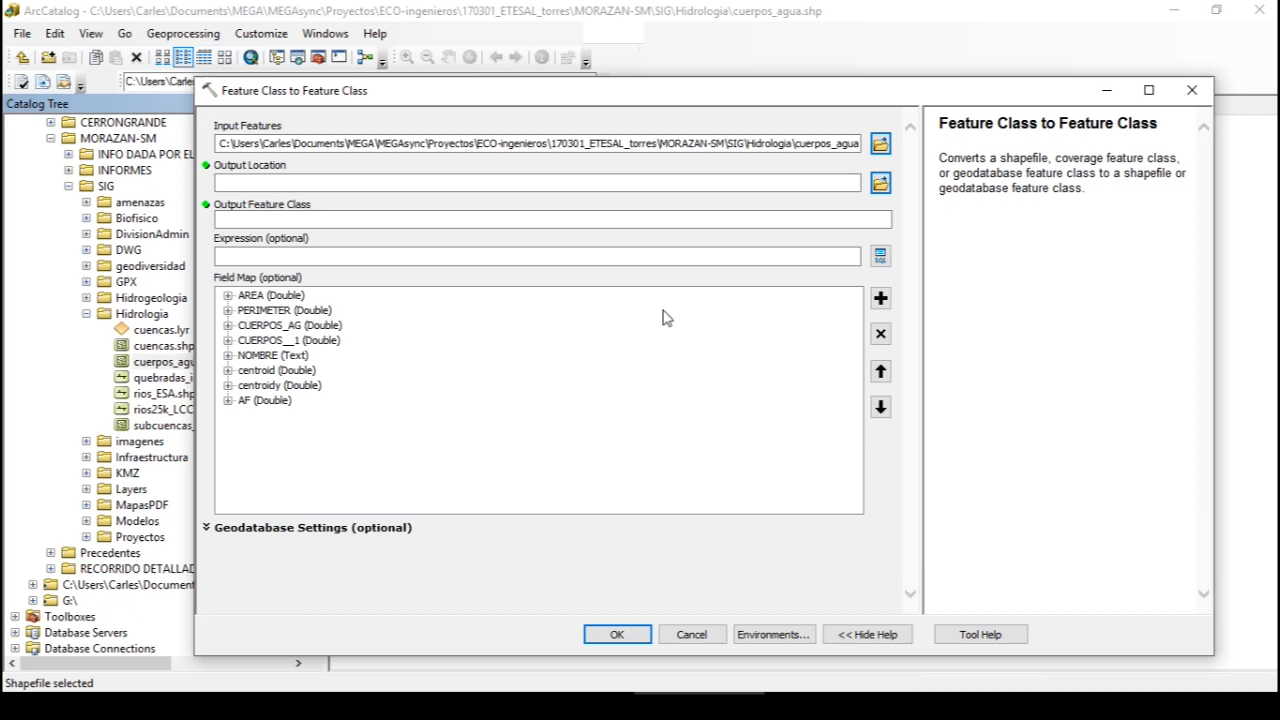 ArcCatalog - C:\Users\Carles\Documents\MEGA\MEGAsync\Proyectos\ECO-ingenieros\170301_ETESAL_torres\MORAZAN-SM\SIG\Hidrologia\cuerpos_agua.shp
File Edit View Go Geoprocessing Customize Windows Help
C:\Users\Carle
Catalog Tree
CERRONGRANDE
MORAZAN-SM
INFO DADA POR EL
INFORMES
SIG
amenazas
Biofisico
DivisionAdmin
DWG
geodiversidad
GPX
Hidrogeologia
Hidrologia
cuencas.lyr
cuencas.shp
cuerpos_agu
quebradas_i
rios_ESA.shp
rios25k_LCC
subcuencas_
imagenes
Infraestructura
KMZ
Layers
MapasPDF
Modelos
Proyectos
Precedentes
RECORRIDO DETALLAD
C:\Users\Carles\Document
G:\
Toolboxes
Database Servers
Database Connections
Shapefile selected
Feature Class to Feature Class
Input Features
C:\Users\Carles\Documents\MEGA\MEGAsync\Proyectos\ECO-ingenieros\170301_ETESAL_torres\MORAZAN-SM\SIG\Hidrologia\cuerpos_agua
Output Location
Output Feature Class
Expression (optional)
SQL
Field Map (optional)
AREA (Double)
PERIMETER (Double)
CUERPOS_AG (Double)
CUERPOS__1 (Double)
NOMBRE (Text)
centroid (Double)
centroidy (Double)
AF (Double)
Geodatabase Settings (optional)
OK Cancel Environments... << Hide Help Tool Help
Feature Class to Feature Class
Converts a shapefile, coverage feature class,
or geodatabase feature class to a shapefile or
geodatabase feature class.